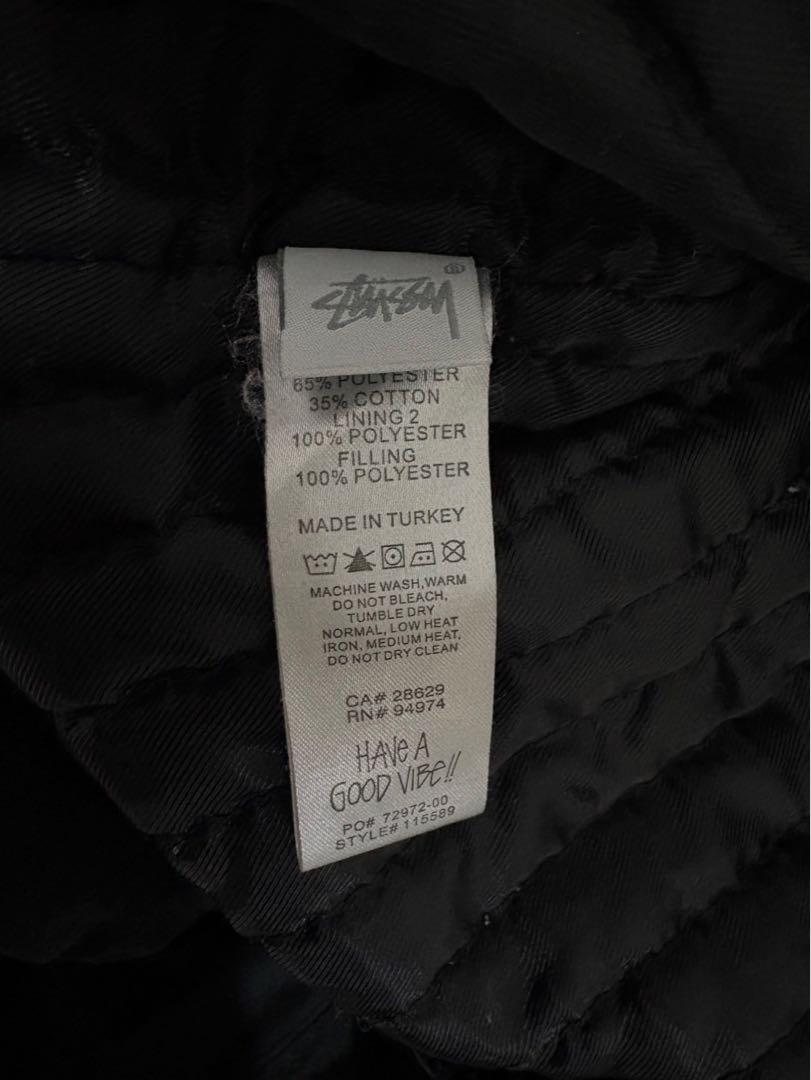 STÜSSY ®
65% POLYESTER
35% COTTON
LINING 2
100% POLYESTER
FILLING
100% POLYESTER
MADE IN TURKEY
MACHINE WASH,WARM
DO NOT BLEACH,
TUMBLE DRY
NORMAL, LOW HEAT
IRON, MEDIUM HEAT,
DO NOT DRY CLEAN
CA# 28629
RN# 94974
HAVE A
GOOD VIBE!!
PO# 72972-00
STYLE# 115589